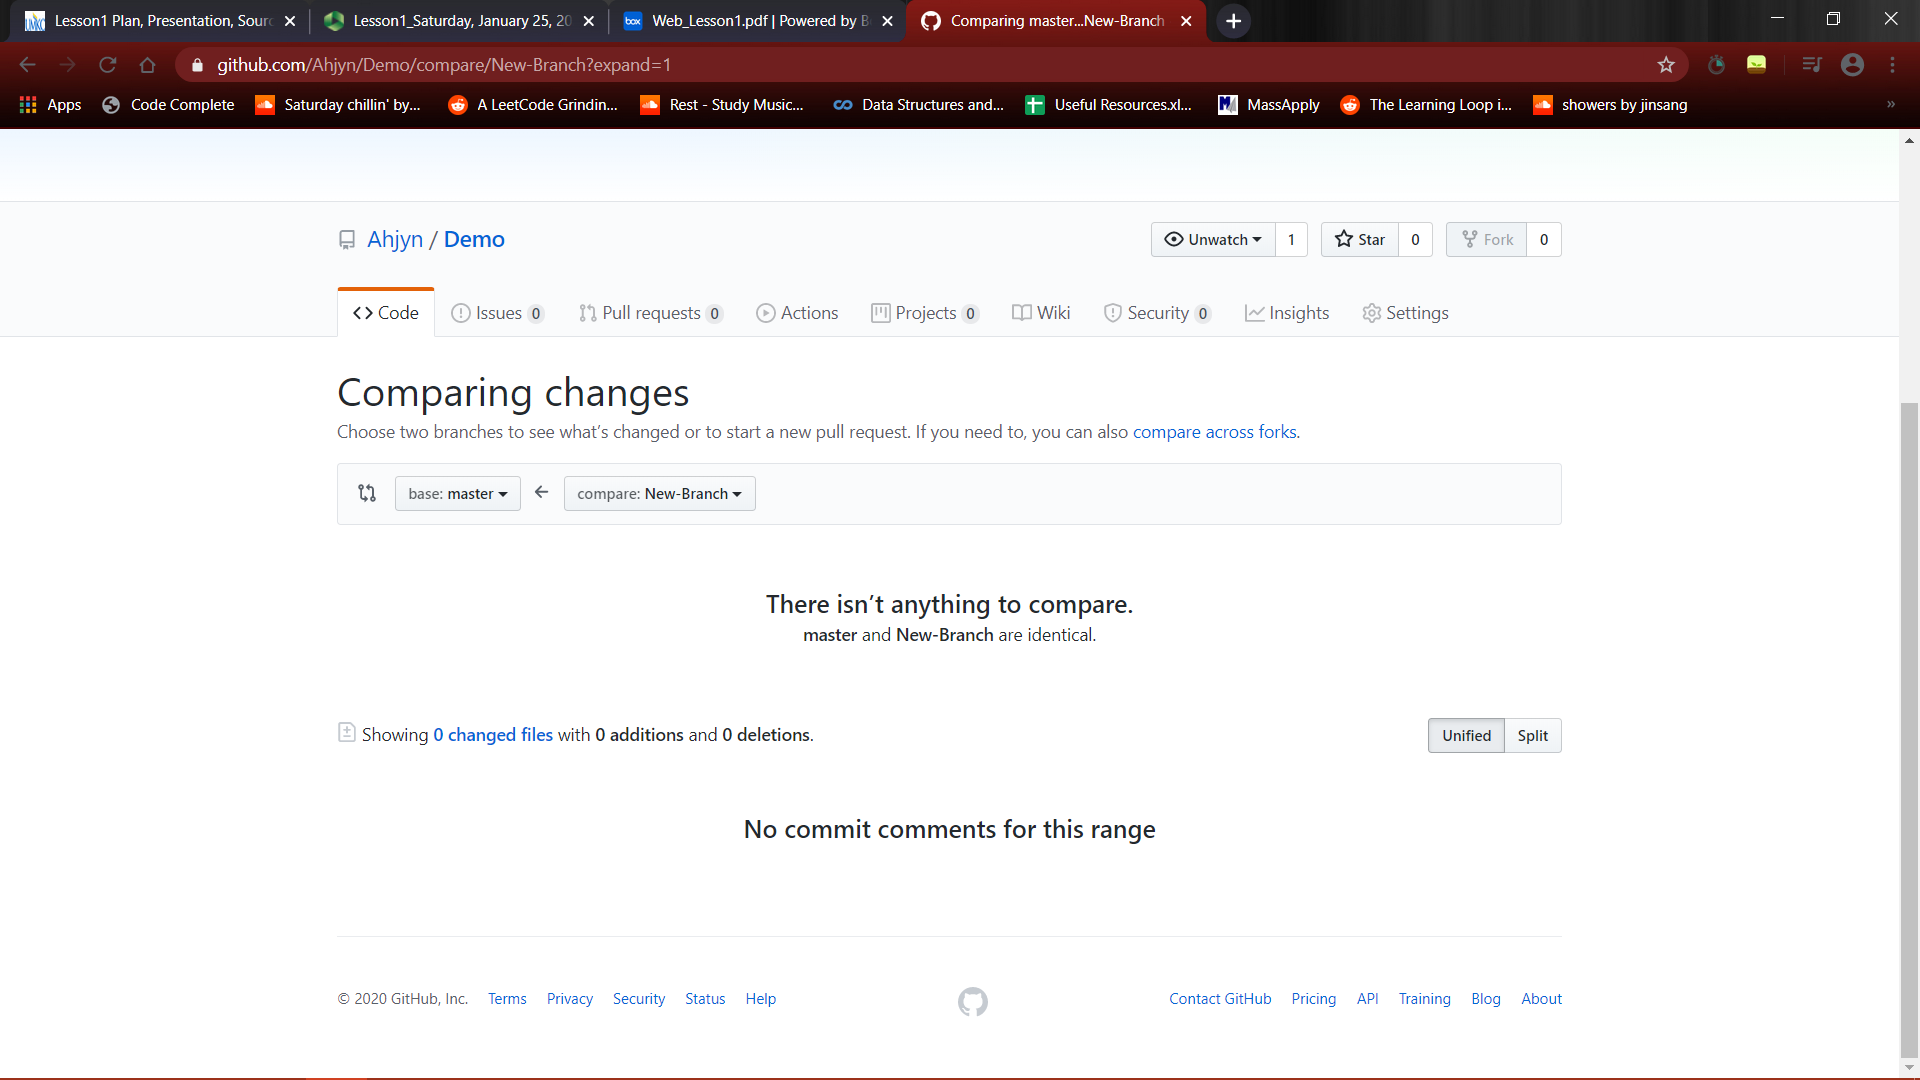 Lesson1 Plan, Presentation, Sourc
Lesson1_Saturday, January 25, 20
box Web_Lesson1.pdf | Powered by B
Comparing master...New-Branch
github.com/Ahjyn/Demo/compare/New-Branch?expand=1
Apps Code Complete Saturday chillin' by... A LeetCode Grindin... Rest - Study Music... Data Structures and... Useful Resources.xl... MassApply The Learning Loop i... showers by jinsang »
Ahjyn / Demo
Unwatch 1 Star 0 Fork 0
Code Issues 0 Pull requests 0 Actions Projects 0 Wiki Security 0 Insights Settings
Comparing changes
Choose two branches to see what’s changed or to start a new pull request. If you need to, you can also compare across forks.
base: master compare: New-Branch
There isn’t anything to compare.
master and New-Branch are identical.
Showing 0 changed files with 0 additions and 0 deletions.
Unified Split
No commit comments for this range
© 2020 GitHub, Inc. Terms Privacy Security Status Help
Contact GitHub Pricing API Training Blog About